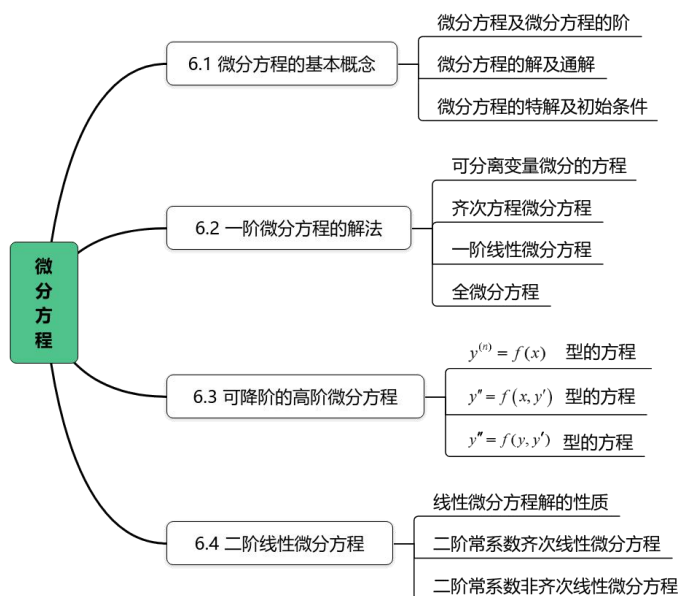 微分方程
6.1 微分方程的基本概念
微分方程及微分方程的阶
微分方程的解及通解
微分方程的特解及初始条件
6.2 一阶微分方程的解法
可分离变量微分的方程
齐次方程微分方程
一阶线性微分方程
全微分方程
6.3 可降阶的高阶微分方程
y⁽ⁿ⁾ = f(x) 型的方程
y″ = f(x, y′) 型的方程
y″ = f(y, y′) 型的方程
6.4 二阶线性微分方程
线性微分方程解的性质
二阶常系数齐次线性微分方程
二阶常系数非齐次线性微分方程